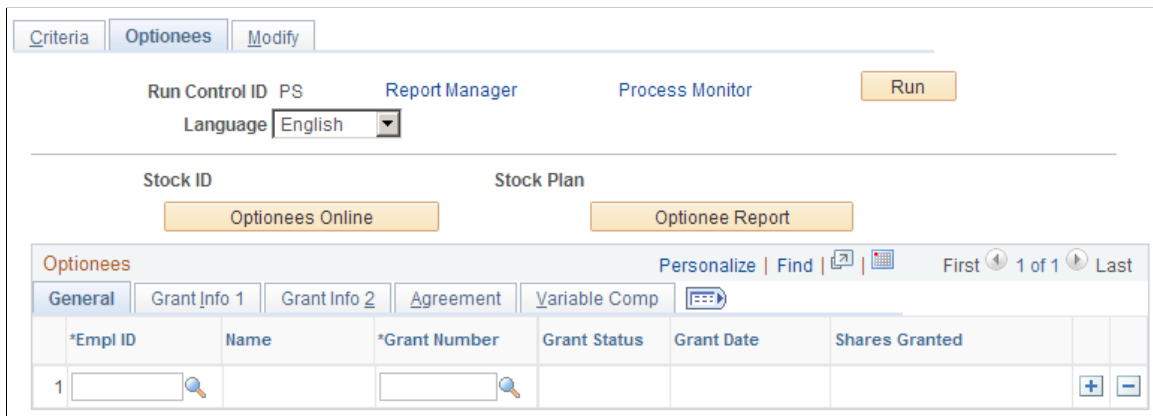 Criteria Optionees Modify
Run Control ID PS Report Manager Process Monitor Run
Language English
Stock ID Stock Plan
Optionees Online Optionee Report
Optionees Personalize | Find | | First 1 of 1 Last
General Grant Info 1 Grant Info 2 Agreement Variable Comp
*Empl ID Name *Grant Number Grant Status Grant Date Shares Granted
1